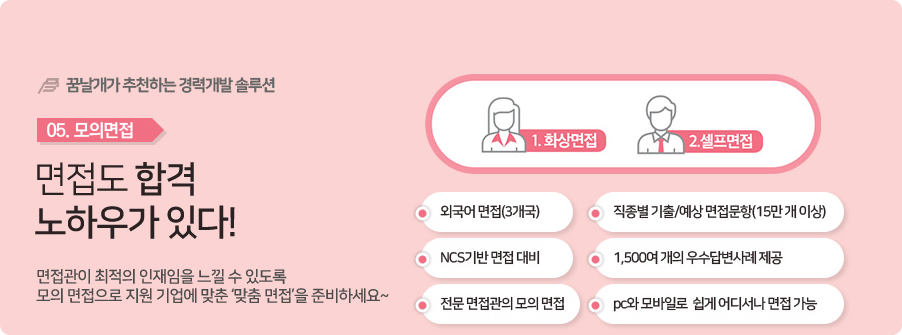 꿈날개가 추천하는 경력개발 솔루션
05. 모의면접
면접도 합격
노하우가 있다!
면접관이 최적의 인재임을 느낄 수 있도록
모의 면접으로 지원 기업에 맞춘 ‘맞춤 면접’을 준비하세요~
1. 화상면접
2.셀프면접
외국어 면접(3개국)
NCS기반 면접 대비
전문 면접관의 모의 면접
직종별 기출/예상 면접문항(15만 개 이상)
1,500여 개의 우수답변사례 제공
pc와 모바일로 쉽게 어디서나 면접 가능